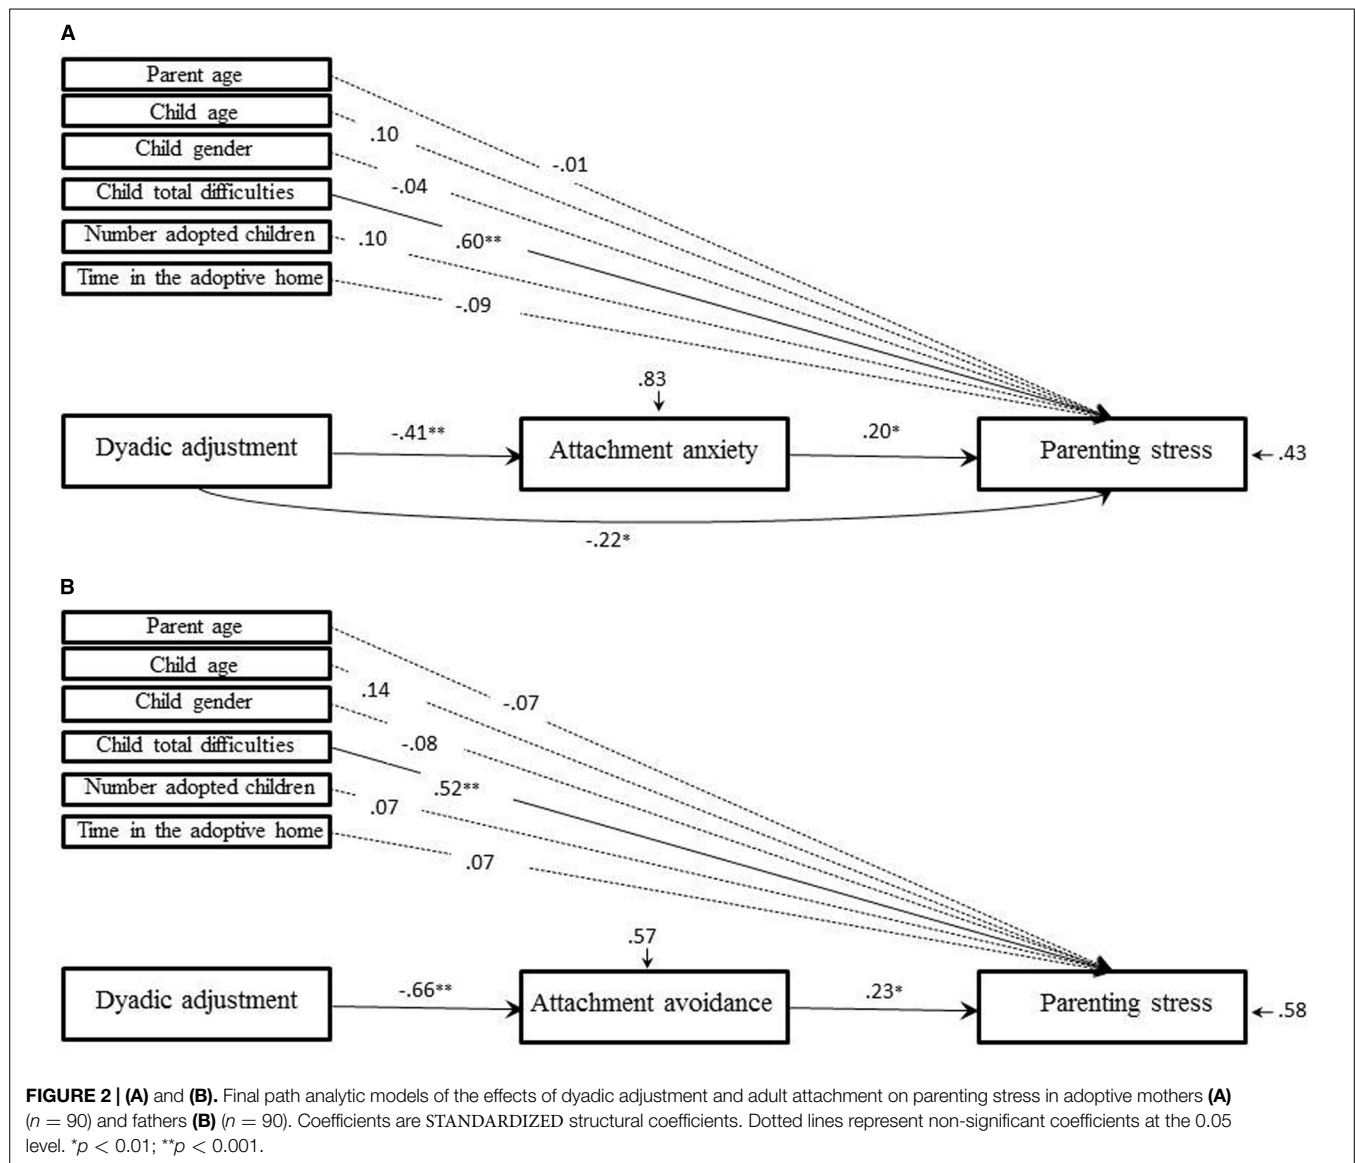 A
Parent age
Child age
.10
Child gender
-.01
-.04
Child total difficulties
Number adopted children
.10
.60**
Time in the adoptive home
-.09
.83
Dyadic adjustment
-.41**
Attachment anxiety
.20*
Parenting stress
.43
-.22*
B
Parent age
Child age
.14
Child gender
-.07
-.08
Child total difficulties
Number adopted children
.52**
.07
Time in the adoptive home
.07
.57
Dyadic adjustment
-.66**
Attachment avoidance
.23*
Parenting stress
.58
FIGURE 2 | (A) and (B). Final path analytic models of the effects of dyadic adjustment and adult attachment on parenting stress in adoptive mothers (A)
(n = 90) and fathers (B) (n = 90). Coefficients are STANDARDIZED structural coefficients. Dotted lines represent non-significant coefficients at the 0.05
level. *p < 0.01; **p < 0.001.